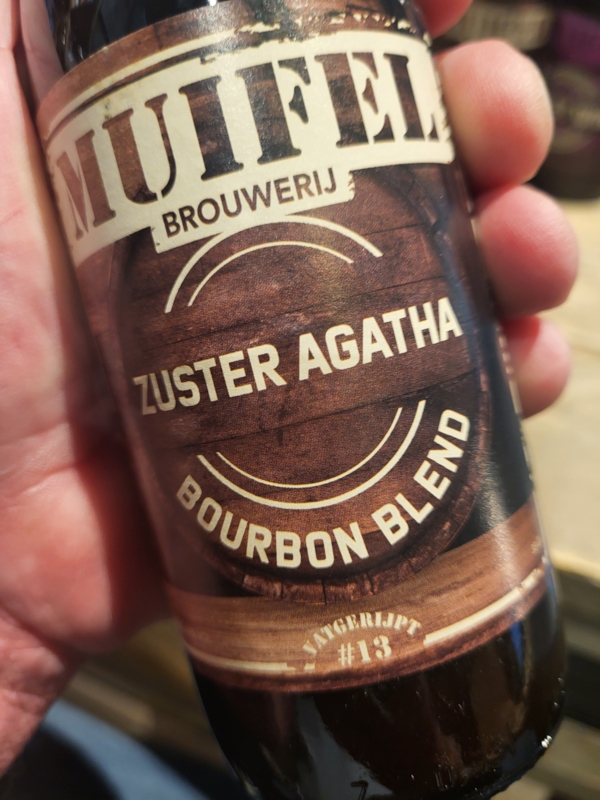 MUIFEL
BROUWERIJ
ZUSTER AGATHA
BOURBON BLEND
VATGERIJPT
#13